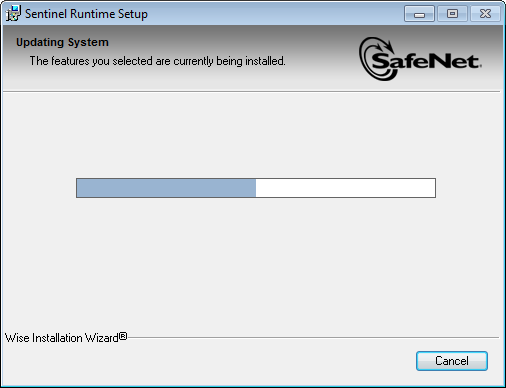 Sentinel Runtime Setup
Updating System
The features you selected are currently being installed.
SafeNet.
Wise Installation Wizard®
Cancel